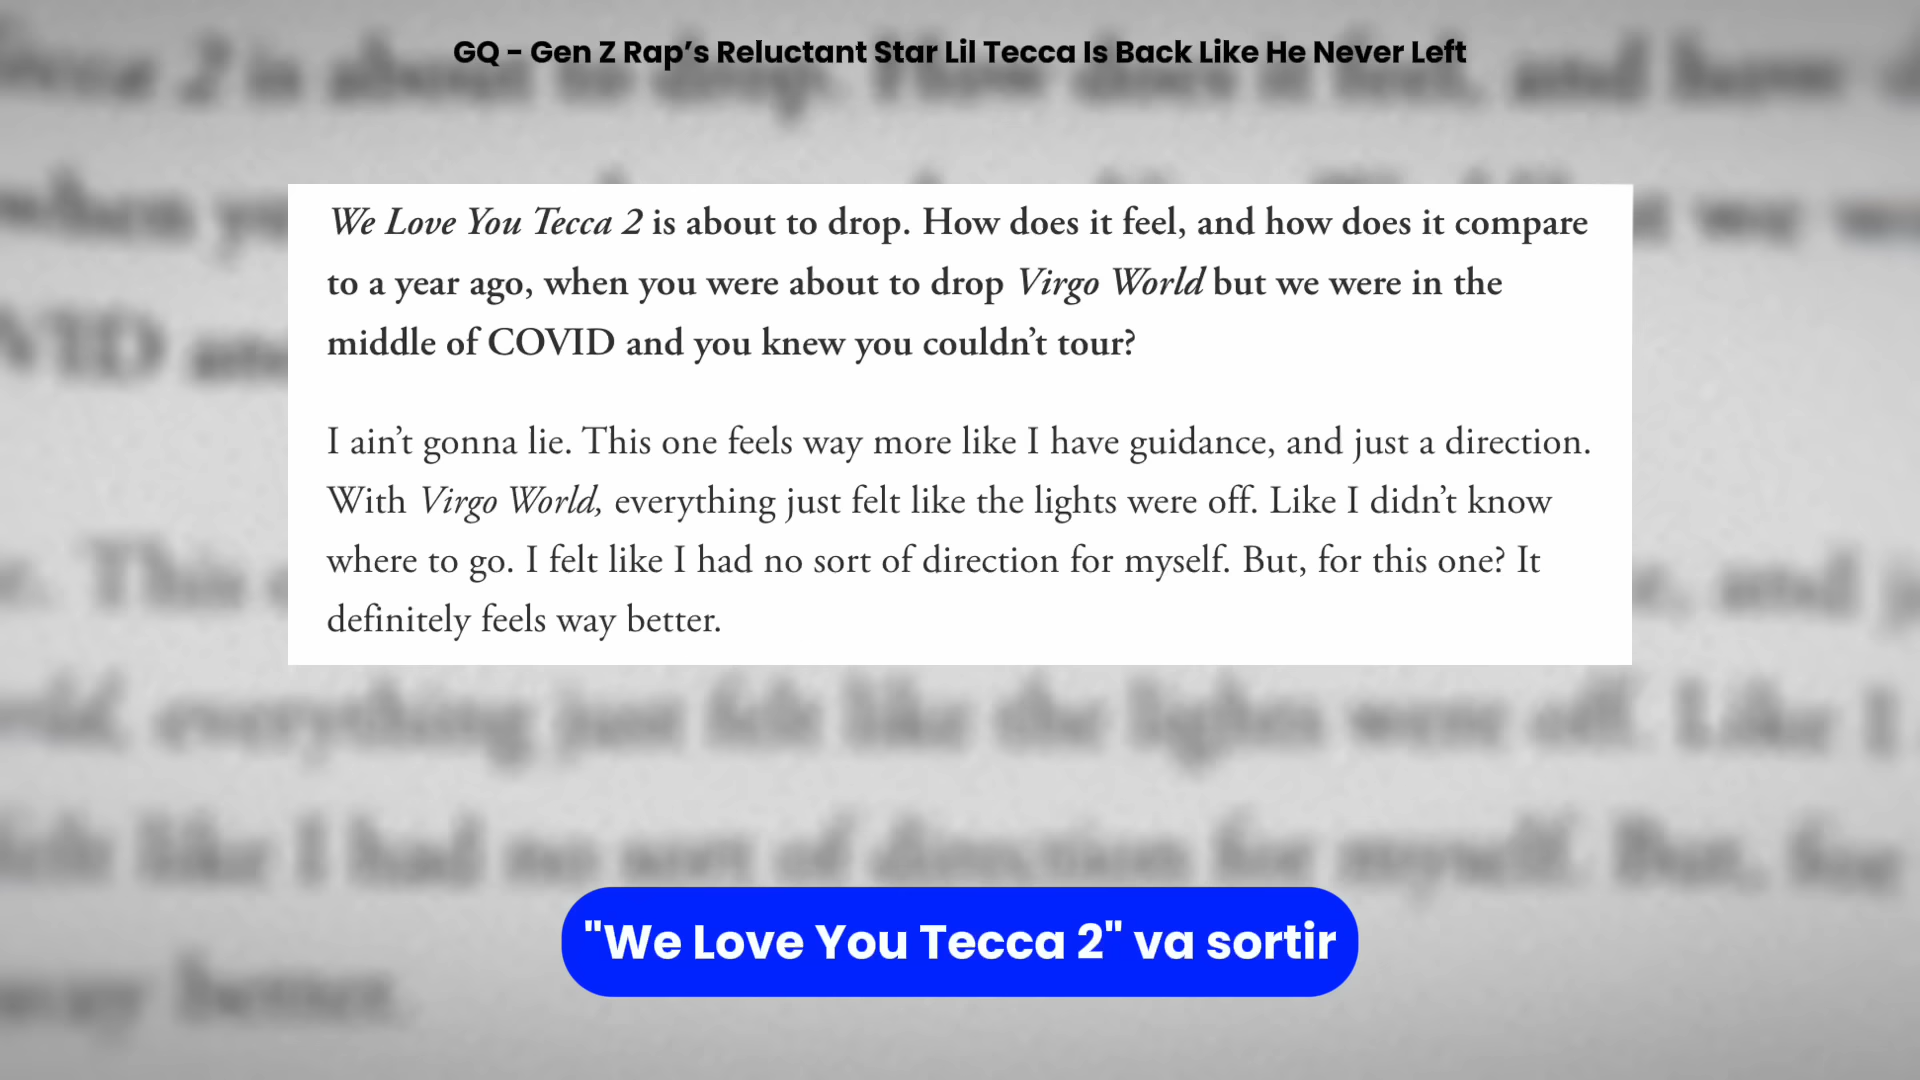 GQ - Gen Z Rap’s Reluctant Star Lil Tecca Is Back Like He Never Left
We Love You Tecca 2 is about to drop. How does it feel, and how does it compare
to a year ago, when you were about to drop Virgo World but we were in the
middle of COVID and you knew you couldn’t tour?
I ain’t gonna lie. This one feels way more like I have guidance, and just a direction.
With Virgo World, everything just felt like the lights were off. Like I didn’t know
where to go. I felt like I had no sort of direction for myself. But, for this one? It
definitely feels way better.
"We Love You Tecca 2" va sortir